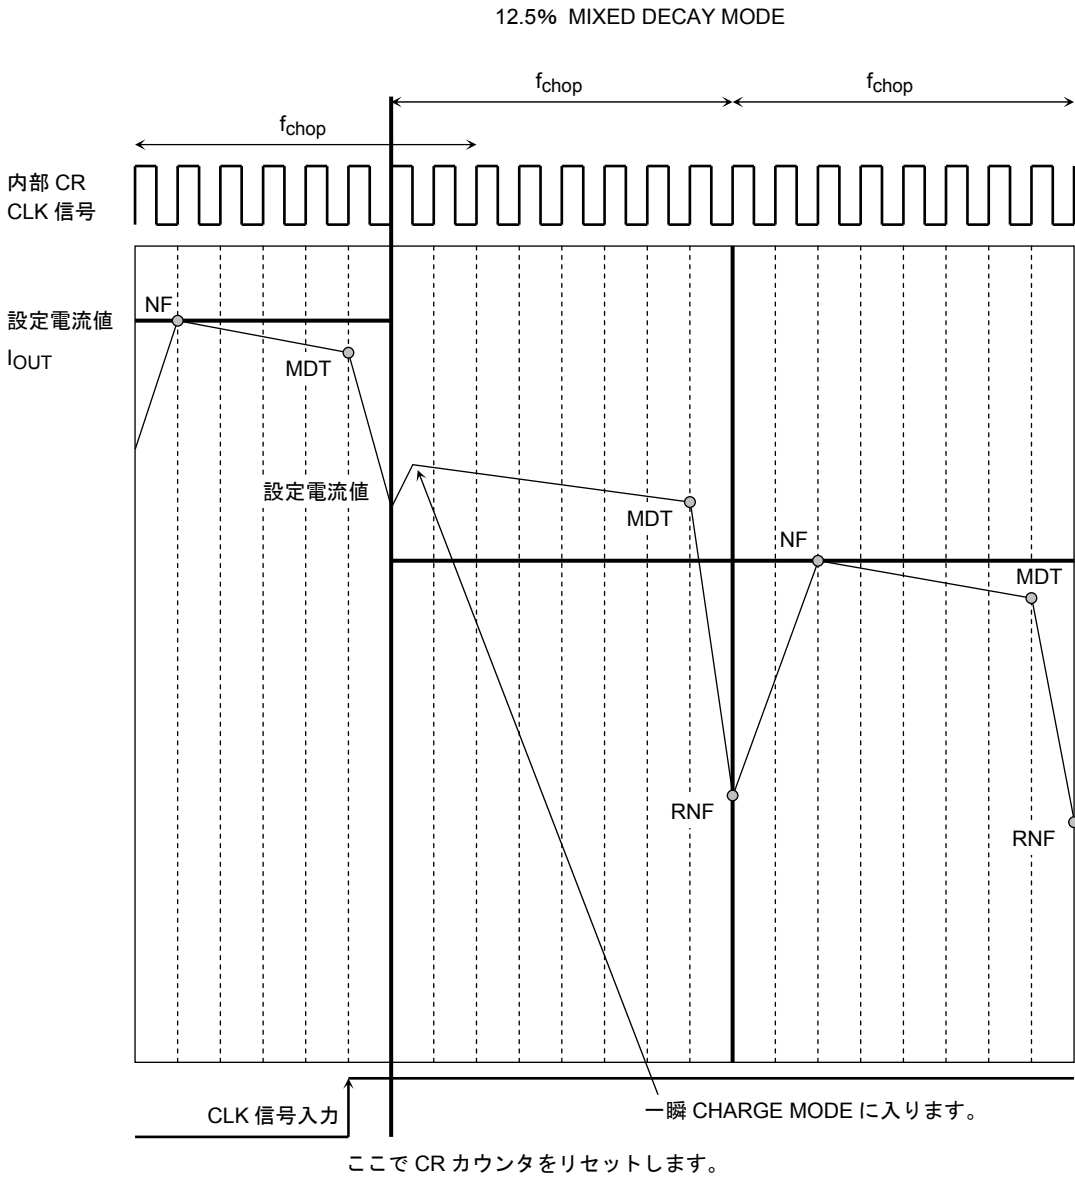 12.5% MIXED DECAY MODE
fchop
fchop
fchop
内部 CR
CLK 信号
設定電流値
IOUT
NF
MDT
設定電流値
MDT
NF
MDT
RNF
RNF
CLK 信号入力
一瞬 CHARGE MODE に入ります。
ここで CR カウンタをリセットします。